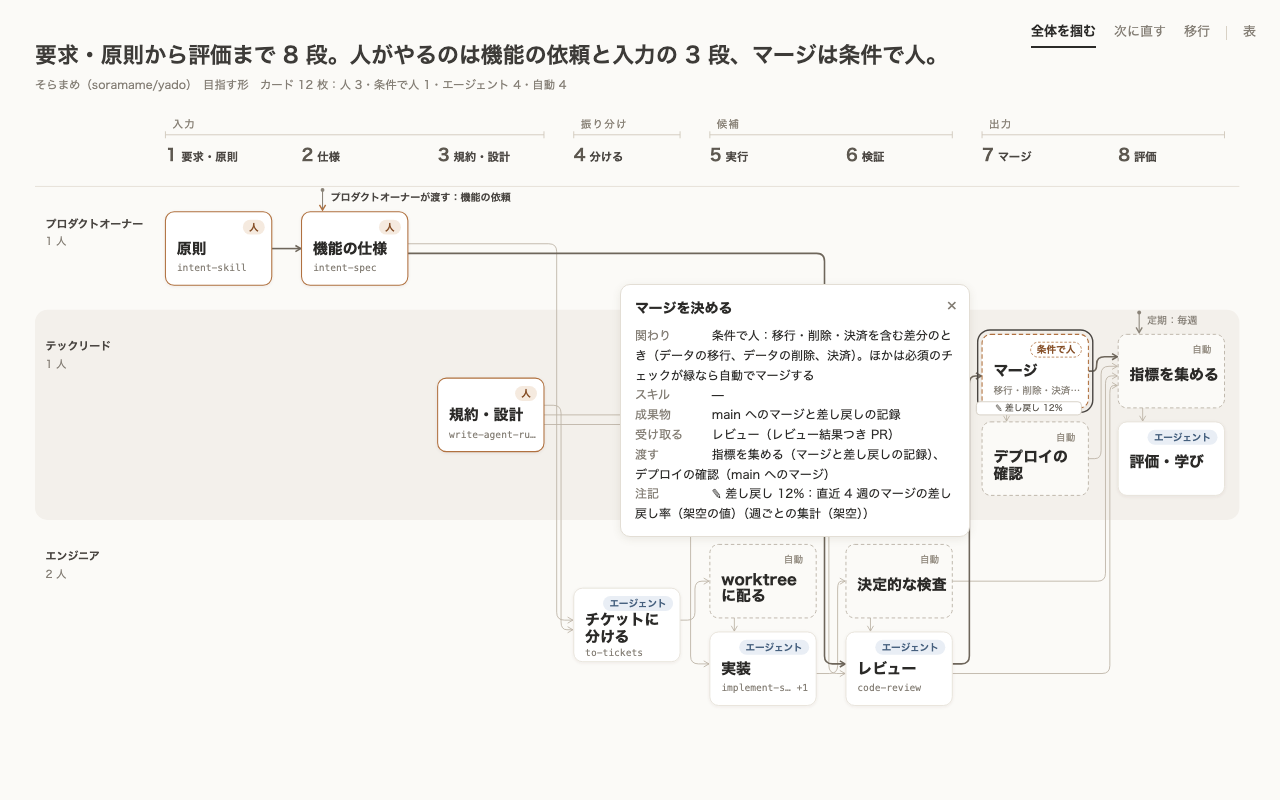 全体を掴む 次に直す 移行 表
要求・原則から評価まで 8 段。人がやるのは機能の依頼と入力の 3 段、マージは条件で人。
そらまめ（soramame/yado） 目指す形 カード 12 枚：人 3・条件で人 1・エージェント 4・自動 4
入力 振り分け 候補 出力
1 要求・原則 2 仕様 3 規約・設計 4 分ける 5 実行 6 検証 7 マージ 8 評価
プロダクトオーナーが渡す：機能の依頼
プロダクトオーナー
1 人
人
原則
intent-skill
人
機能の仕様
intent-spec
テックリード
1 人
人
規約・設計
write-agent-ru…
マージを決める ×
関わり 条件で人：移行・削除・決済を含む差分のと
き（データの移行、データの削除、決済）。ほかは必須のチ
ェックが緑なら自動でマージする
スキル —
成果物 main へのマージと差し戻しの記録
受け取る レビュー（レビュー結果つき PR）
渡す 指標を集める（マージと差し戻しの記録）、
デプロイの確認（main へのマージ）
注記 ✎ 差し戻し 12%：直近 4 週のマージの差し
戻し率（架空の値）（週ごとの集計（架空））
条件で人
マージ
移行・削除・決済…
✎ 差し戻し 12%
自動
デプロイの
確認
定期：毎週
自動
指標を集める
エージェント
評価・学び
エンジニア
2 人
エージェント
チケットに
分ける
to-tickets
自動
worktree
に配る
エージェント
実装
implement-s… +1
自動
決定的な検査
エージェント
レビュー
code-review